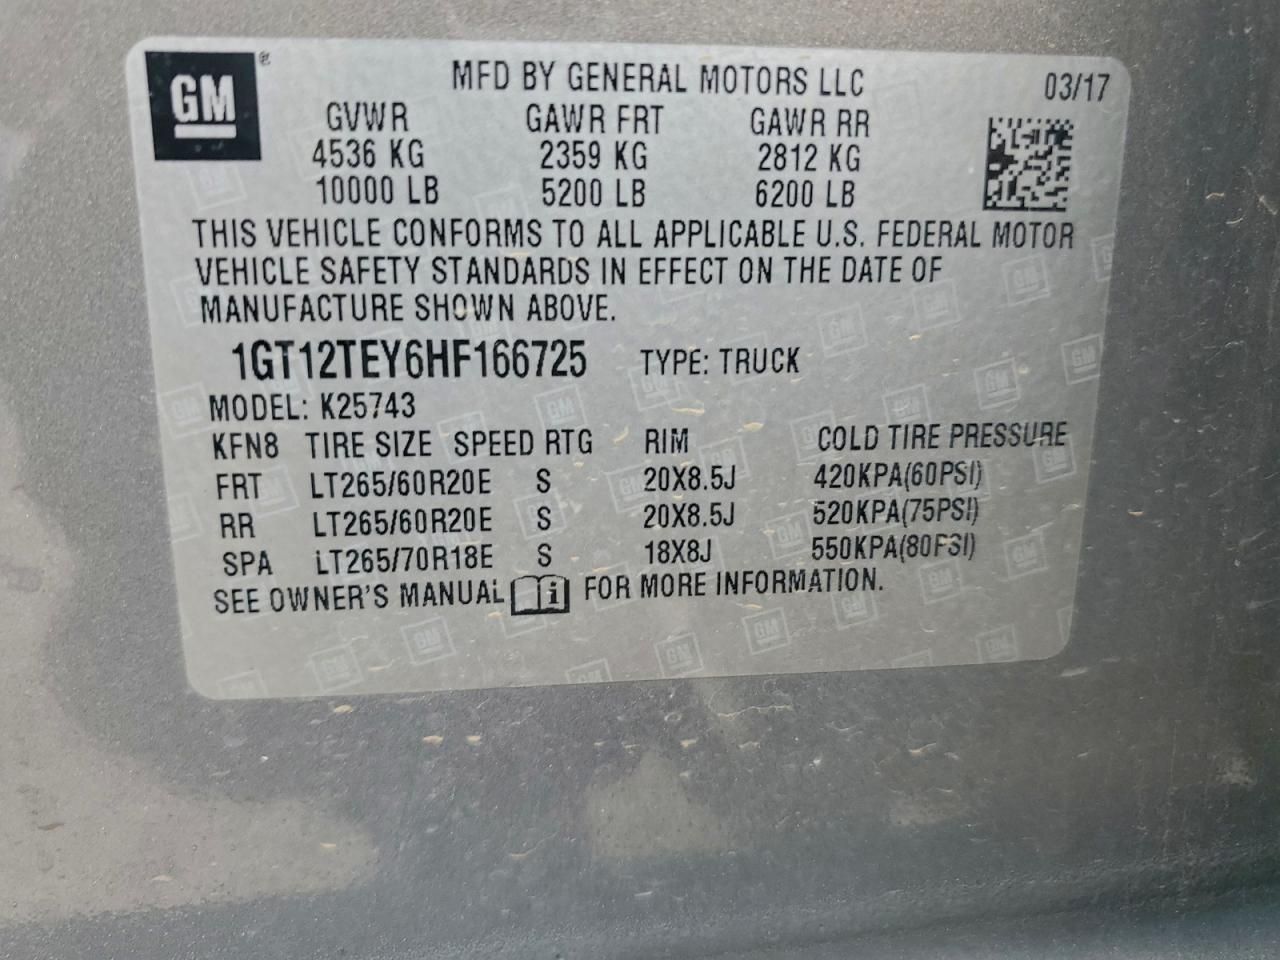 GM ®
MFD BY GENERAL MOTORS LLC 03/17
GVWR GAWR FRT GAWR RR
4536 KG 2359 KG 2812 KG
10000 LB 5200 LB 6200 LB
THIS VEHICLE CONFORMS TO ALL APPLICABLE U.S. FEDERAL MOTOR
VEHICLE SAFETY STANDARDS IN EFFECT ON THE DATE OF
MANUFACTURE SHOWN ABOVE.
1GT12TEY6HF166725 TYPE: TRUCK
MODEL: K25743
KFN8 TIRE SIZE SPEED RTG RIM COLD TIRE PRESSURE
FRT LT265/60R20E S 20X8.5J 420KPA(60PSI)
RR LT265/60R20E S 20X8.5J 520KPA(75PSI)
SPA LT265/70R18E S 18X8J 550KPA(80PSI)
SEE OWNER'S MANUAL i FOR MORE INFORMATION.